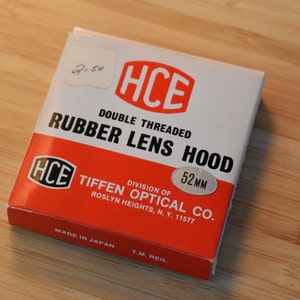 2.50
HCE
DOUBLE THREADED
RUBBER LENS HOOD
52MM
HCE
DIVISION OF
TIFFEN OPTICAL CO.
ROSLYN HEIGHTS, N.Y. 11577
MADE IN JAPAN T.M. REG.